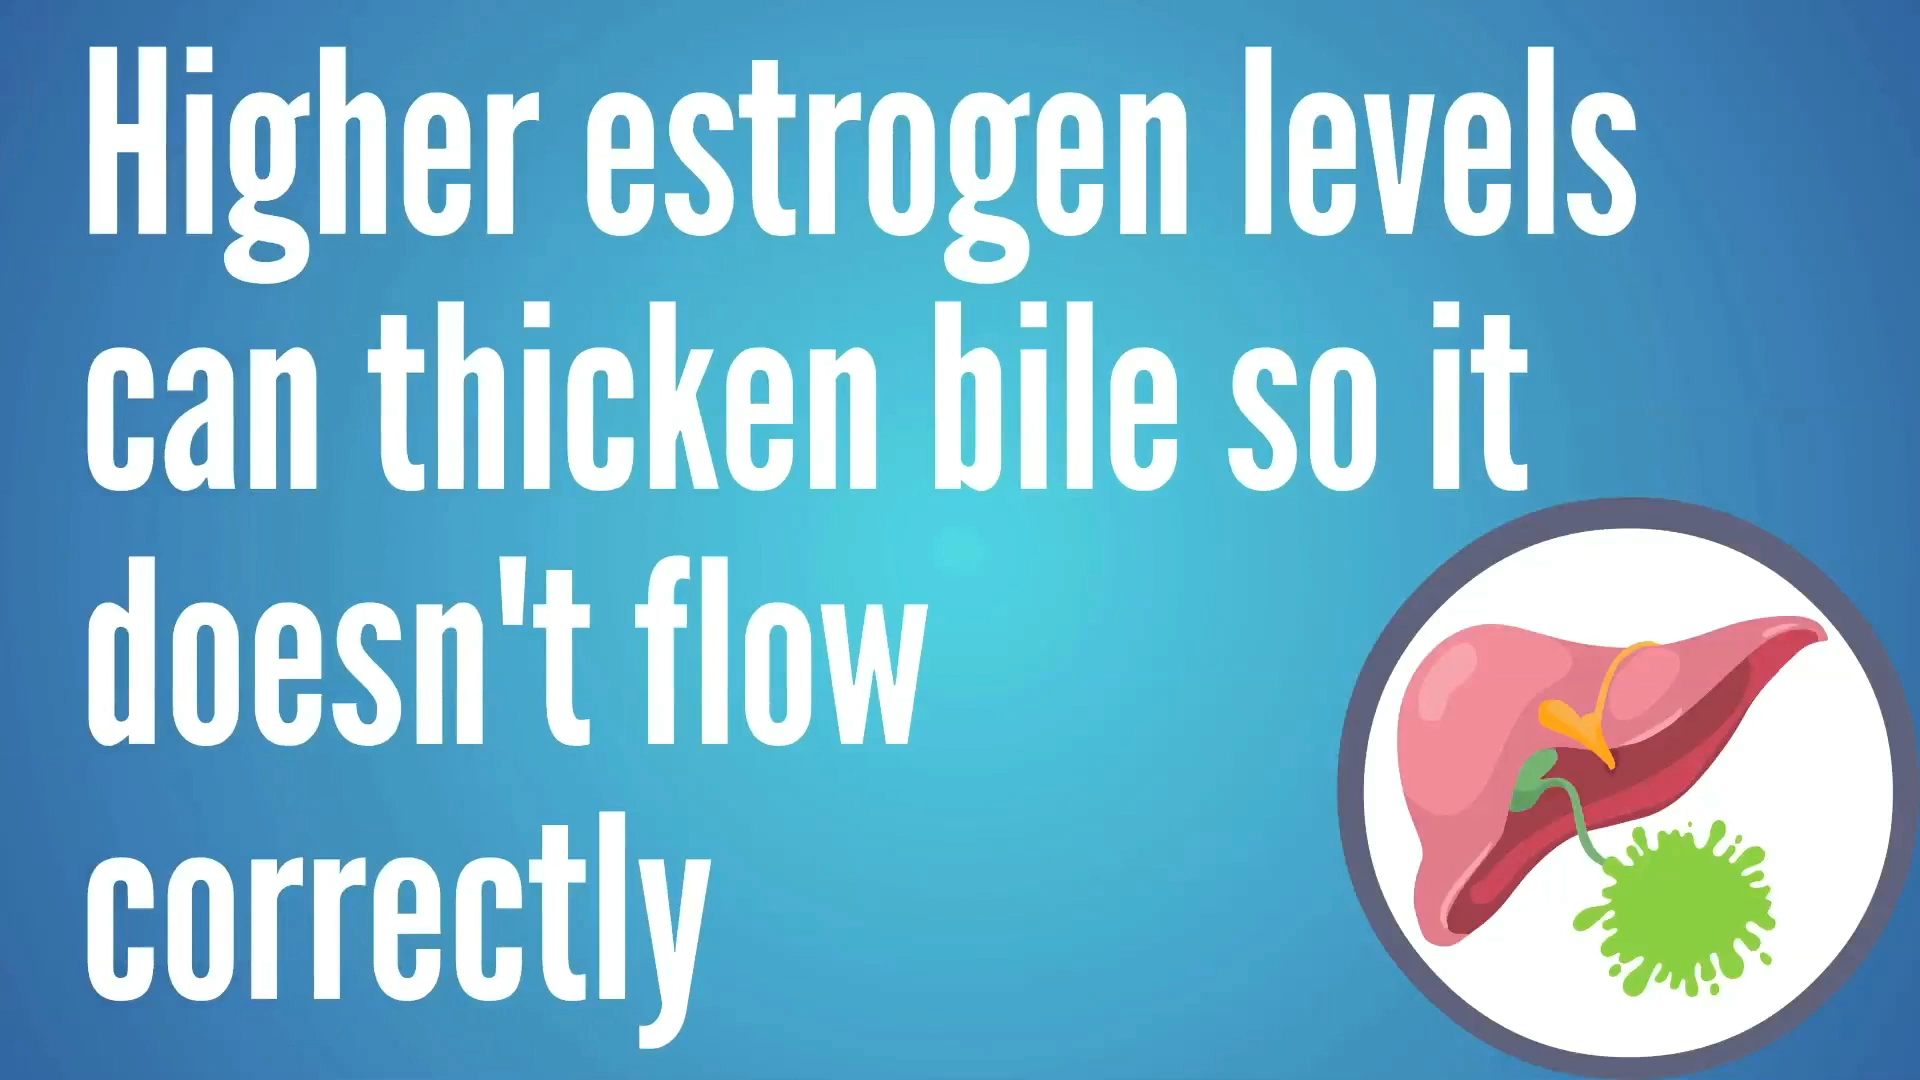 Higher estrogen levels
can thicken bile so it
doesn't flow
correctly